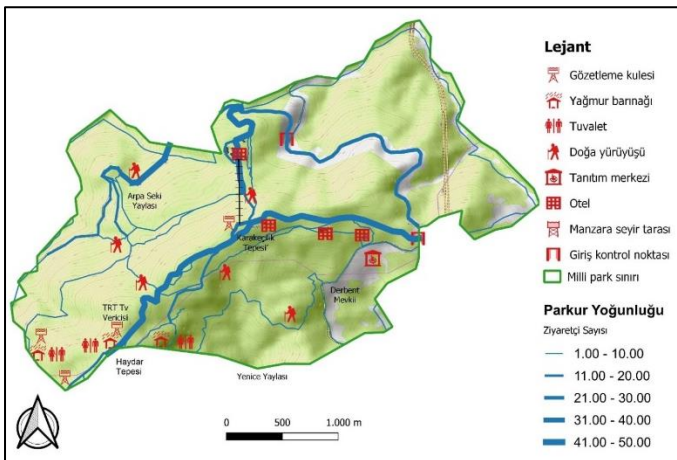 Lejant
Gözetleme kulesi
Yağmur barınağı
Tuvalet
Doğa yürüyüşü
Tanıtım merkezi
Otel
Manzara seyir tarası
Giriş kontrol noktası
Milli park sınırı
Parkur Yoğunluğu
Ziyaretçi Sayısı
1.00 - 10.00
11.00 - 20.00
21.00 - 30.00
31.00 - 40.00
41.00 - 50.00
Arpa Seki
Yaylası
Karakeçilik
Tepesi
Derbent
Mevkii
TRT Tv
Vericisi
Haydar
Tepesi
Yenice Yaylası
0 500 1.000 m